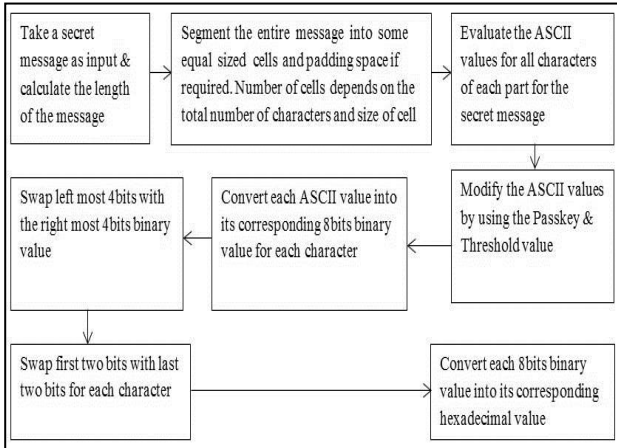 Take a secret
message as input &
calculate the length
of the message
Segment the entire message into some
equal sized cells and padding space if
required. Number of cells depends on the
total number of characters and size of cell
Evaluate the ASCII
values for all characters
of each part for the
secret message
Modify the ASCII values
by using the Passkey &
Threshold value
Convert each ASCII value into
its corresponding 8bits binary
value for each character
Swap left most 4bits with
the right most 4bits binary
value
Swap first two bits with last
two bits for each character
Convert each 8bits binary
value into its corresponding
hexadecimal value